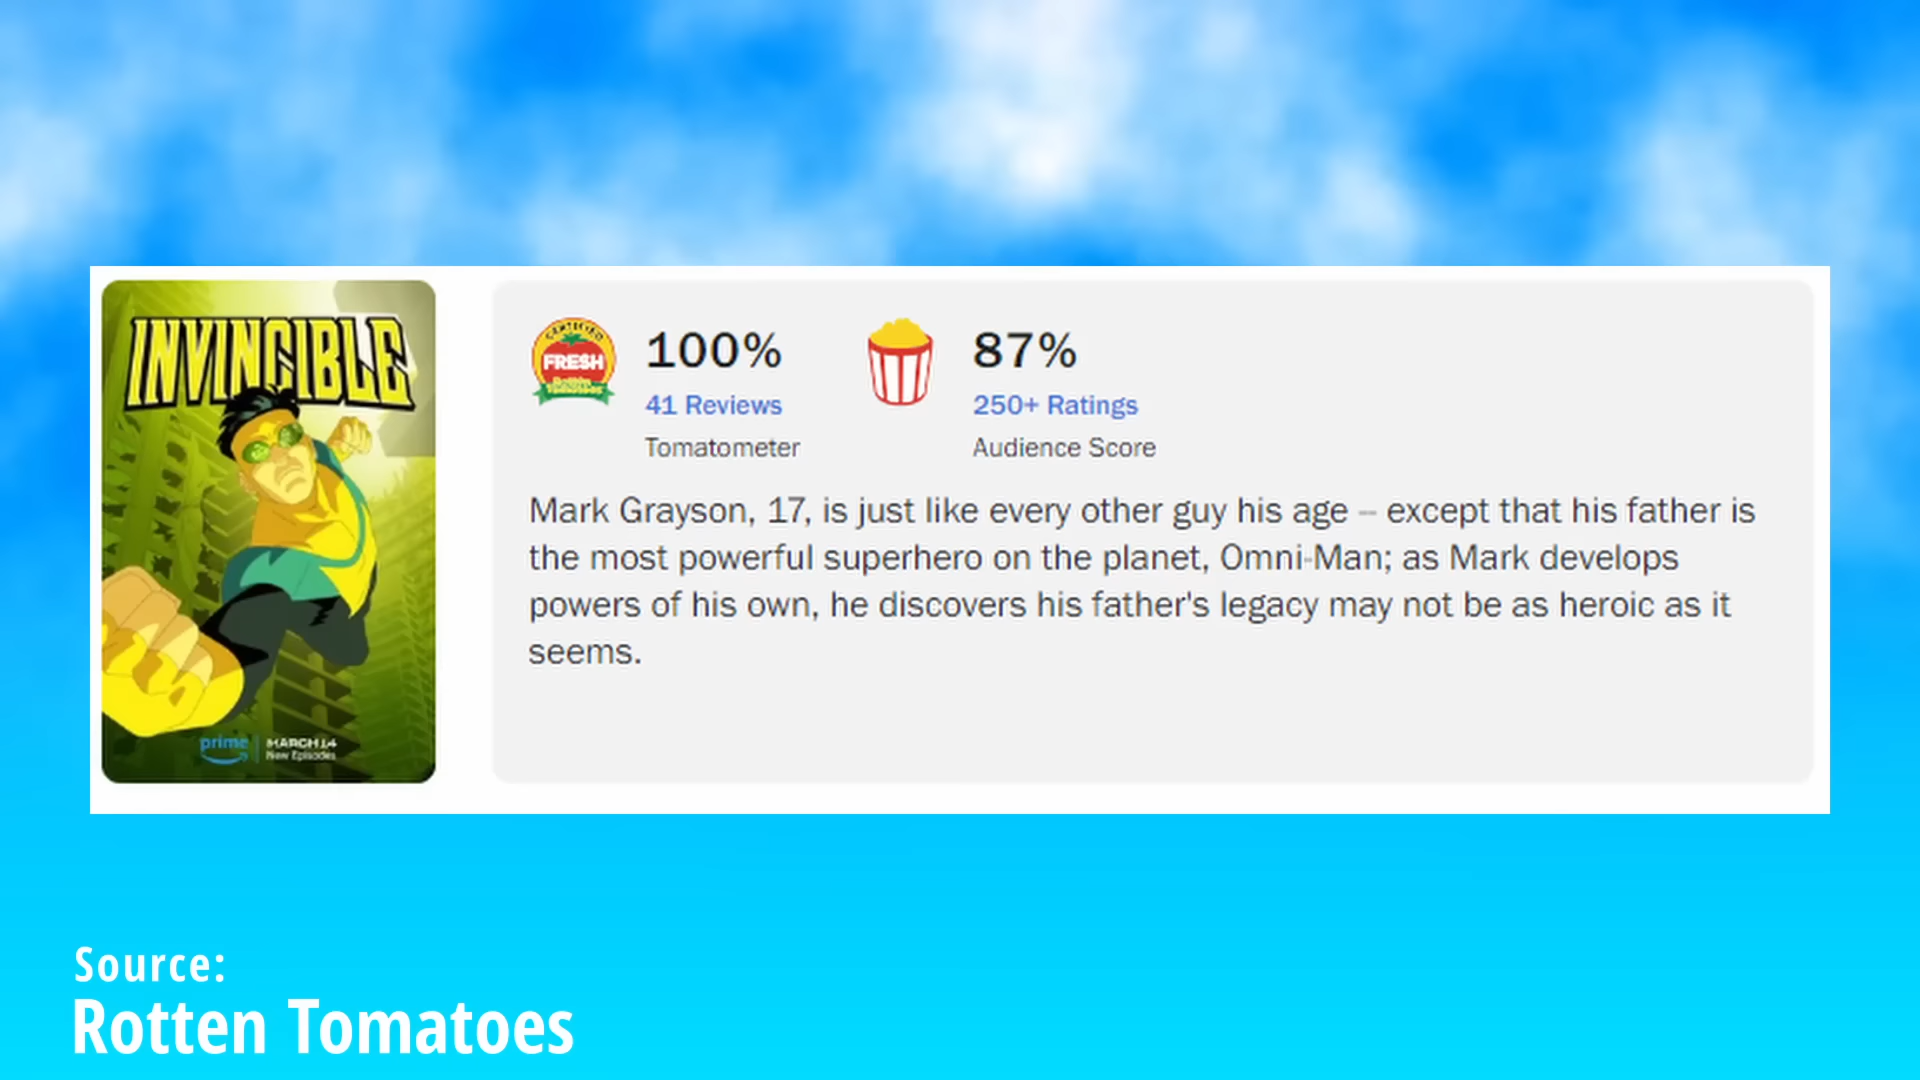 INVINCIBLE
prime
MARCH 14
New Episodes
CERTIFIED
FRESH
Rotten
Tomatoes
100%
41 Reviews
Tomatometer
87%
250+ Ratings
Audience Score
Mark Grayson, 17, is just like every other guy his age -- except that his father is
the most powerful superhero on the planet, Omni-Man; as Mark develops
powers of his own, he discovers his father's legacy may not be as heroic as it
seems.
Source:
Rotten Tomatoes